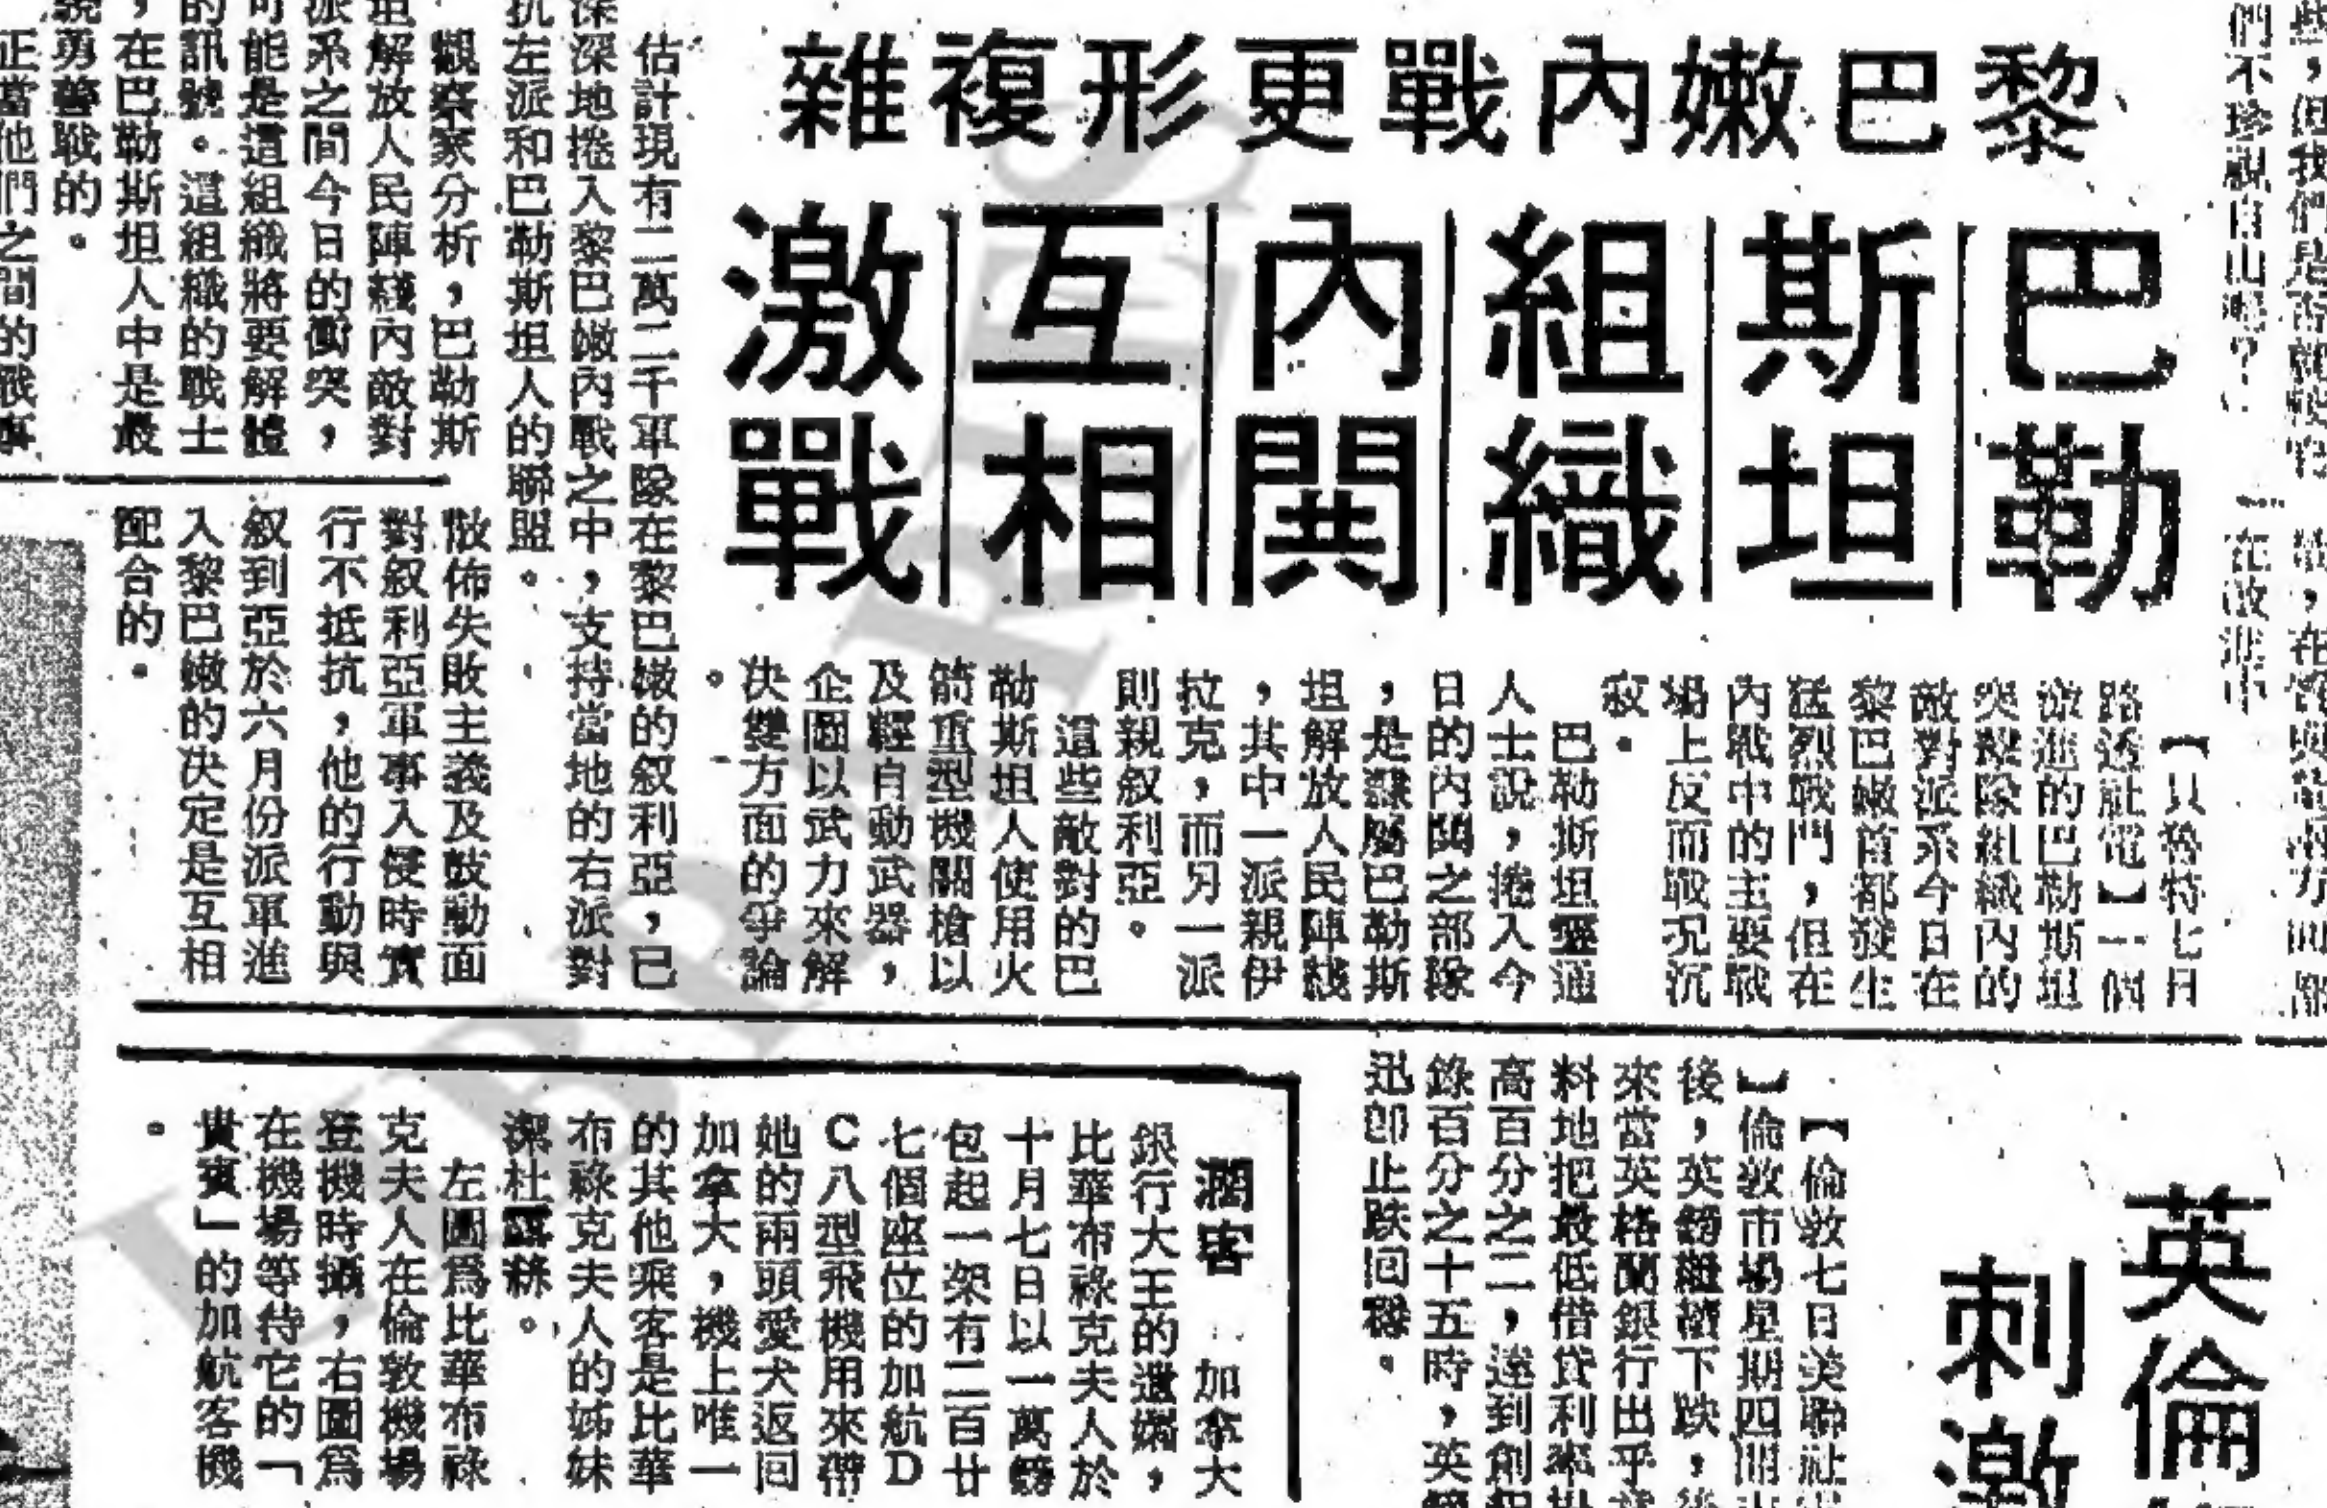 黎巴嫩內戰更形複雜
巴勒
斯坦
組織
內閧
互相
激戰
【貝魯特七日
路透社電】一個
激進的巴勒斯坦
突擊隊組織內的
敵對派系今日在
黎巴嫩首都發生
猛烈戰鬥，但在
內戰中的主要戰
場上反而戰況沉
寂。
巴勒斯坦靈通
人士說，捲入今
日的內鬨之部隊
，是隸屬巴勒斯
坦解放人民陣綫
，其中一派親伊
拉克，而另一派
則親叙利亞。
這些敵對的巴
勒斯坦人使用火
箭重型機關槍以
及輕自動武器，
企圖以武力來解
决雙方面的爭論
。
估計現有二萬二千軍隊在黎巴嫩的叙利亞，已
深深地捲入黎巴嫩內戰之中，支持當地的右派對
抗左派和巴勒斯坦人的聯盟。
觀察家分析，巴勒斯
坦解放人民陣綫內敵對
派系之間今日的衝突，
可能是這組織將要解體
的訊號。這組織的戰士
，在巴勒斯坦人中是最
驍勇善戰的。
正當他們之間的戰事
散佈失敗主義及鼓動面
對叙利亞軍事入侵時實
行不抵抗，他的行動與
叙利亞於六月份派軍進
入黎巴嫩的决定是互相
配合的。
英倫
刺激
【倫敦七日美聯社
】倫敦市場星期四開
後，英鎊繼續下跌，後
來當英格蘭銀行出乎意
料地把最低借貸利率
高百分之二，達到創紀
錄百分之十五時，英鎊
迅即止跌回穩。
濶客
加拿大
銀行大王的遺孀，
比華布祿克夫人於
十月七日以一萬鎊
包起一架有二百廿
七個座位的加航D
C八型飛機用來帶
她的兩頭愛犬返回
加拿大，機上唯一
的其他乘客是比華
布祿克夫人的姊妹
深杜羅絲。
左圖爲比華布祿
克夫人在倫敦機場
登機時攝，右圖爲
在機場等待它的「
貴賓」的加航客機
。